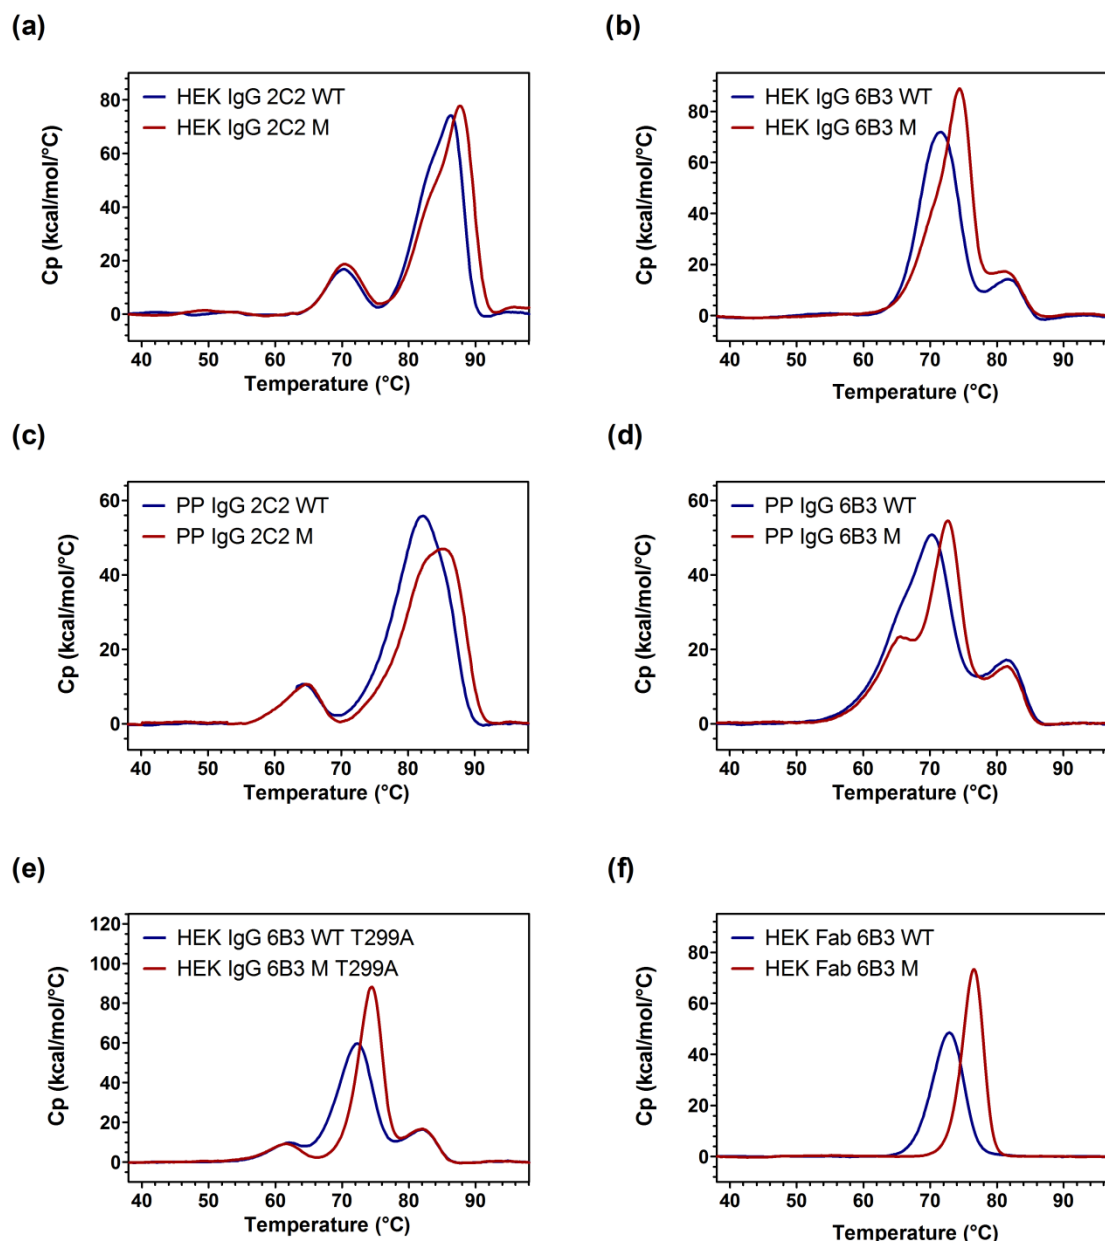 (a)
HEK IgG 2C2 WT
HEK IgG 2C2 M
Cp (kcal/mol/°C)
80
60
40
20
0
40 50 60 70 80 90
Temperature (°C)
(b)
HEK IgG 6B3 WT
HEK IgG 6B3 M
Cp (kcal/mol/°C)
80
60
40
20
0
40 50 60 70 80 90
Temperature (°C)
(c)
PP IgG 2C2 WT
PP IgG 2C2 M
Cp (kcal/mol/°C)
60
40
20
0
40 50 60 70 80 90
Temperature (°C)
(d)
PP IgG 6B3 WT
PP IgG 6B3 M
Cp (kcal/mol/°C)
60
40
20
0
40 50 60 70 80 90
Temperature (°C)
(e)
HEK IgG 6B3 WT T299A
HEK IgG 6B3 M T299A
Cp (kcal/mol/°C)
120
100
80
60
40
20
0
40 50 60 70 80 90
Temperature (°C)
(f)
HEK Fab 6B3 WT
HEK Fab 6B3 M
Cp (kcal/mol/°C)
80
60
40
20
0
40 50 60 70 80 90
Temperature (°C)